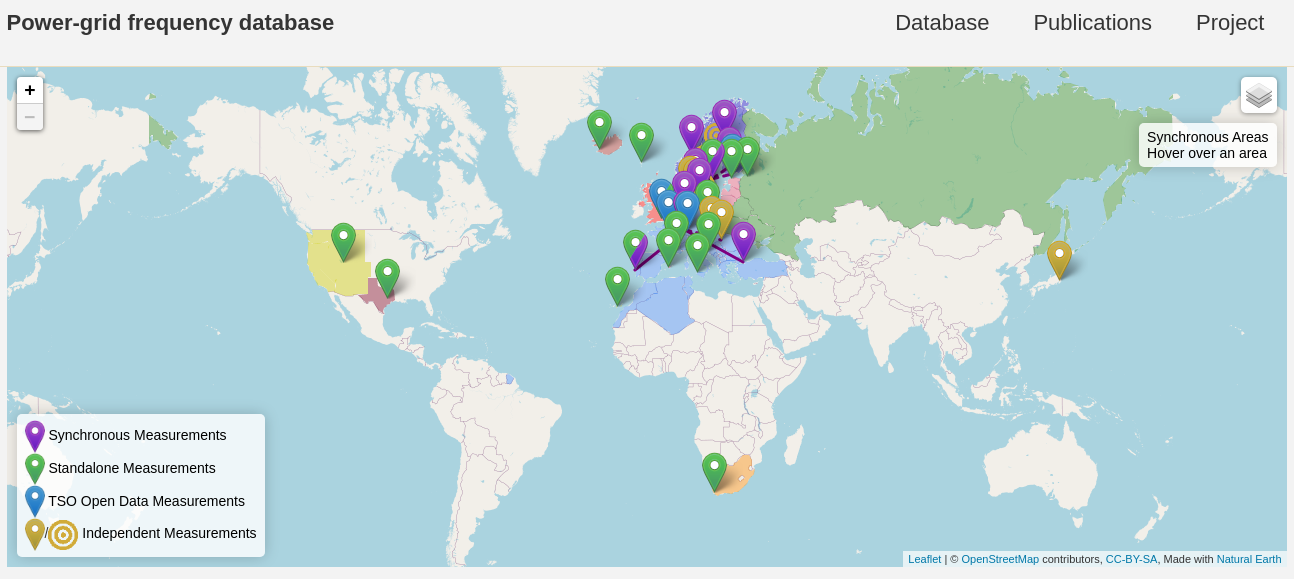 Power-grid frequency database
Database Publications Project
+
−
Synchronous Areas
Hover over an area
Synchronous Measurements
Standalone Measurements
TSO Open Data Measurements
/ Independent Measurements
Leaflet | © OpenStreetMap contributors, CC-BY-SA, Made with Natural Earth